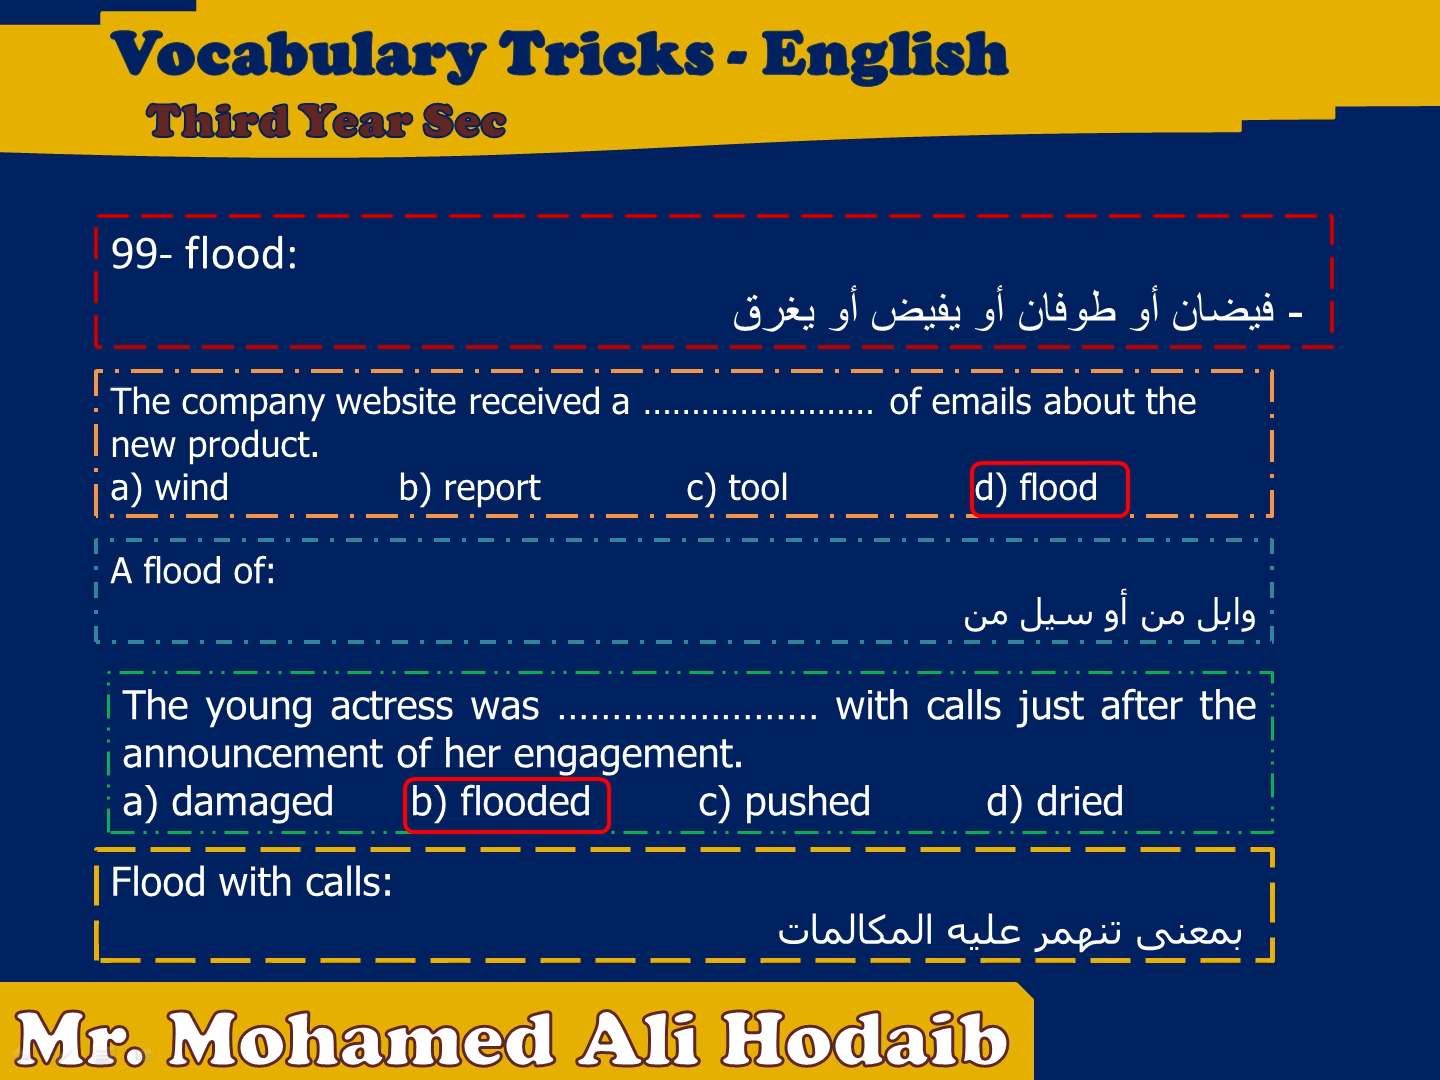 Vocabulary Tricks - English
Third Year Sec
99- flood:
- فيضان أو طوفان أو يفيض أو يغرق
The company website received a ........................ of emails about the
new product.
a) wind b) report c) tool d) flood
A flood of:
وابل من أو سيل من
The young actress was ........................ with calls just after the
announcement of her engagement.
a) damaged b) flooded c) pushed d) dried
Flood with calls:
بمعنى تنهمر عليه المكالمات
Mr. Mohamed Ali Hodaib